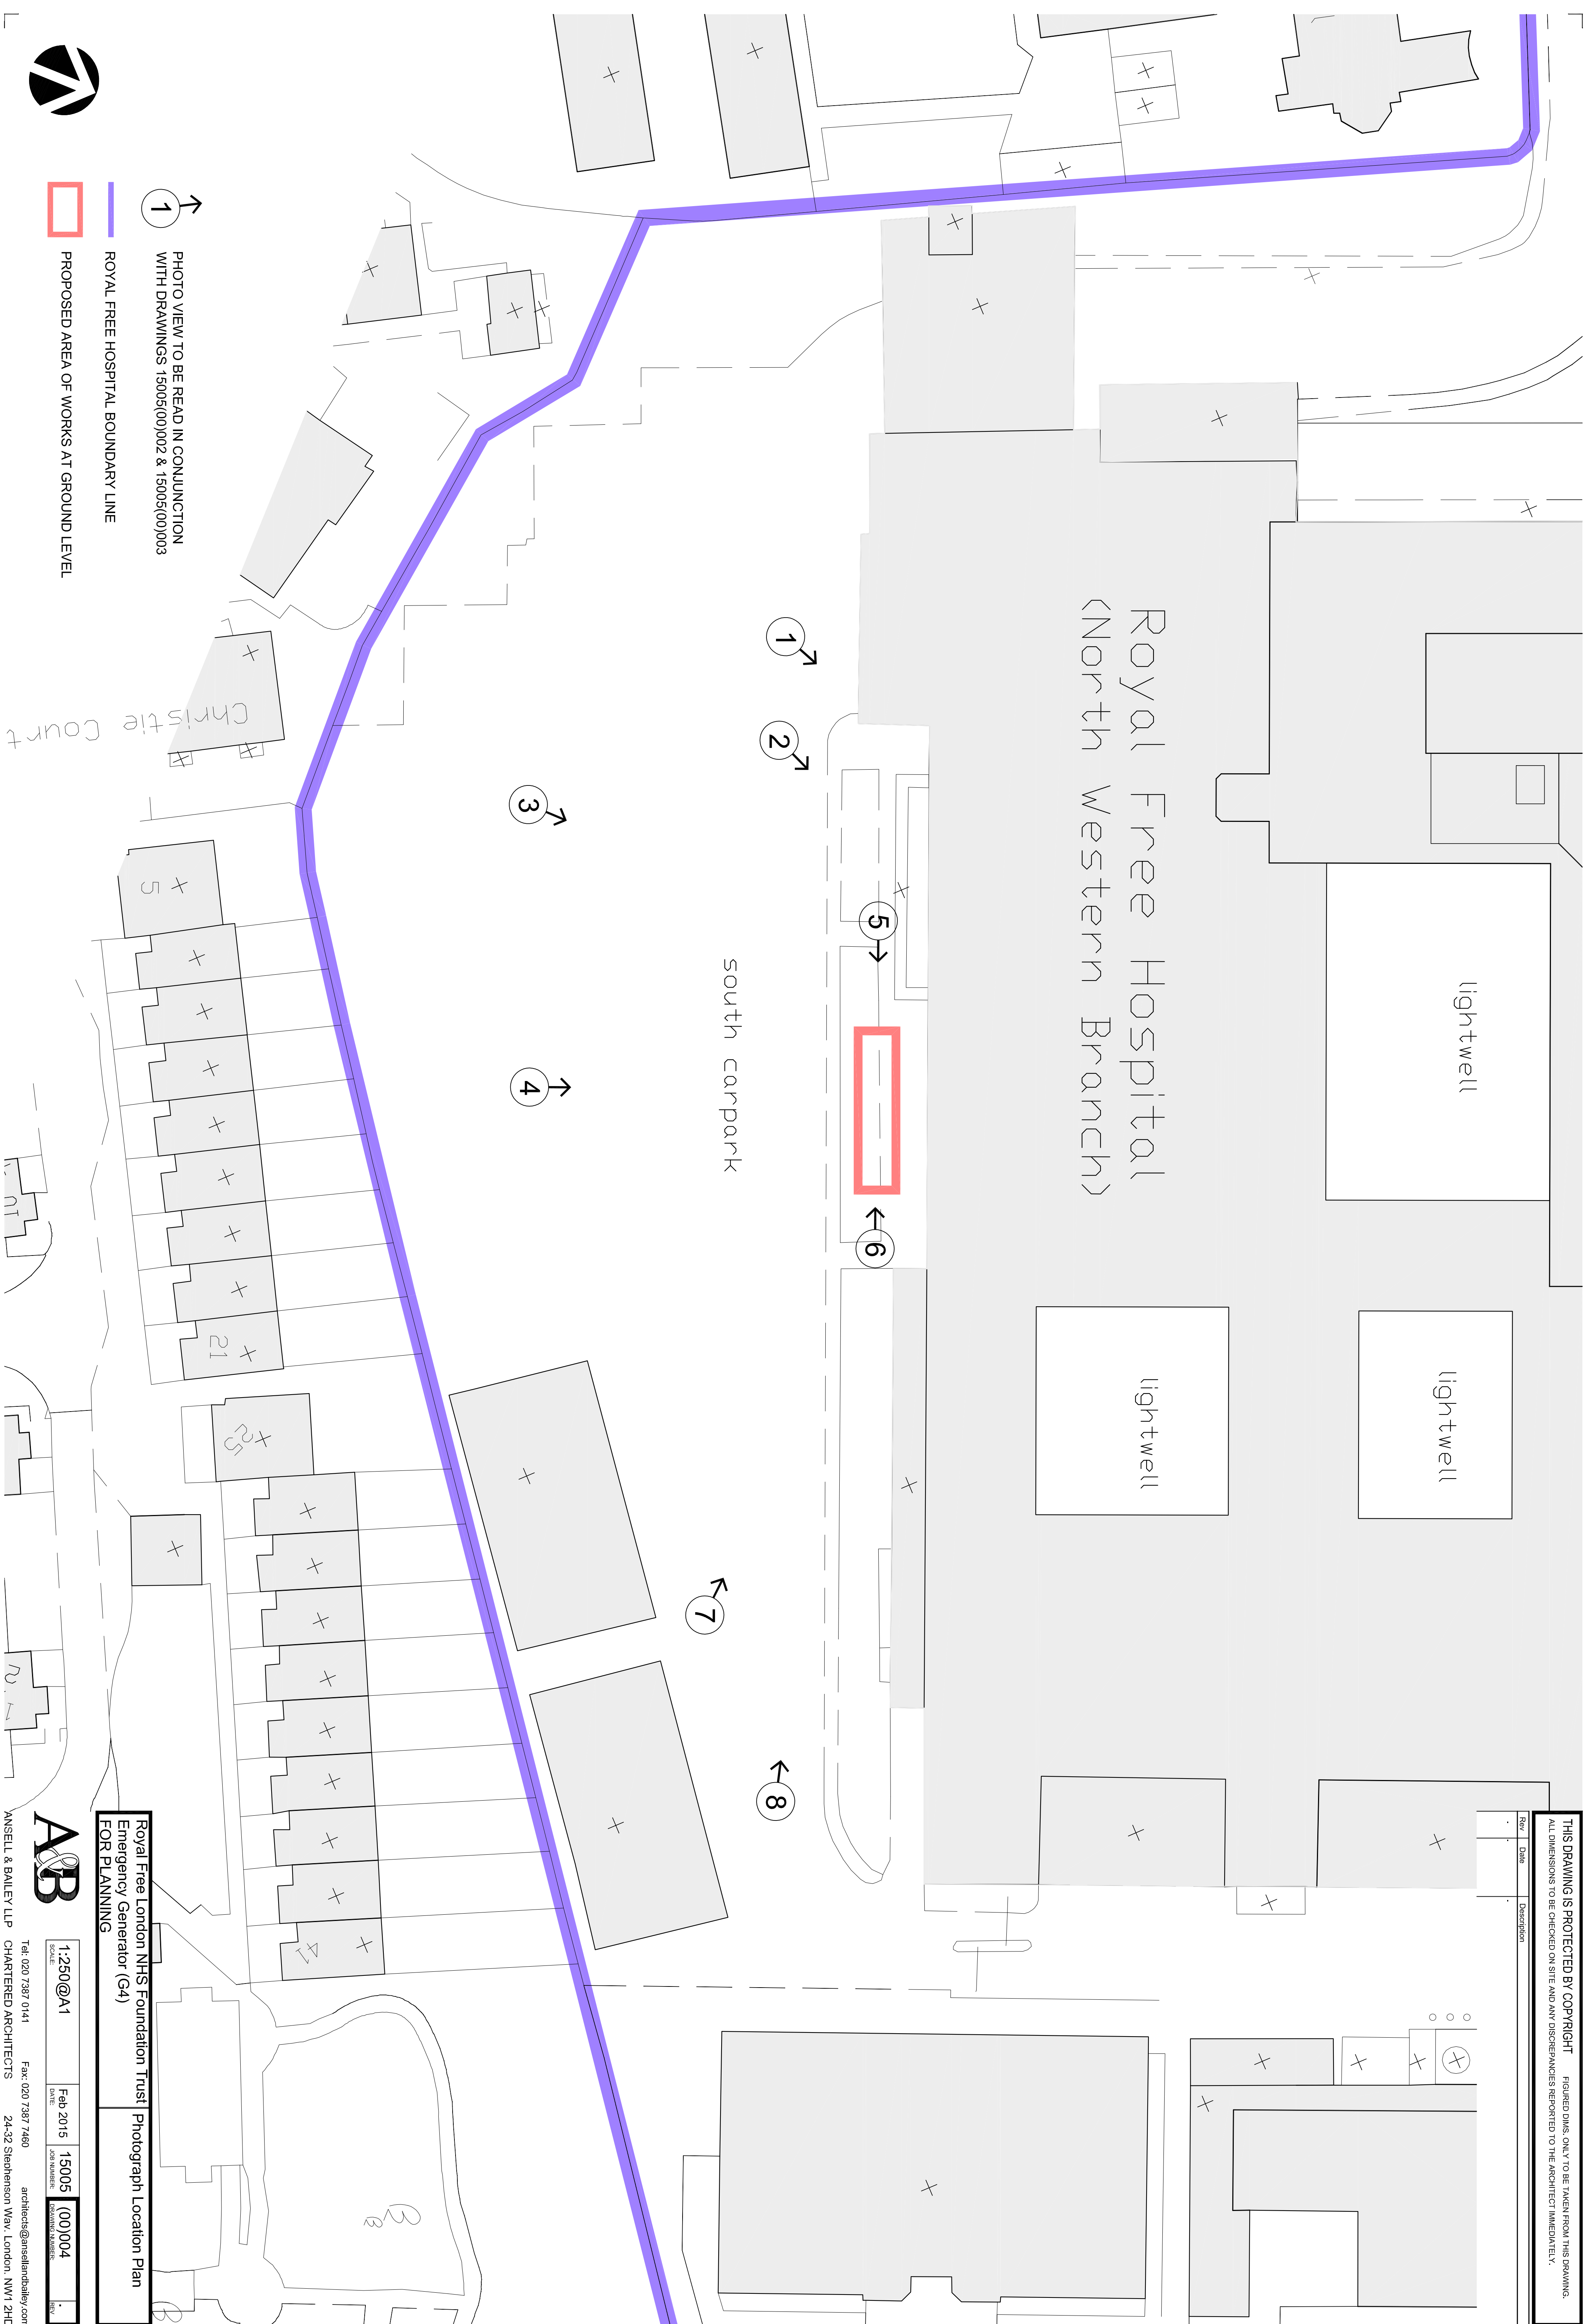 THIS DRAWING IS PROTECTED BY COPYRIGHT FIGURED DIMS. ONLY TO BE TAKEN FROM THIS DRAWING.
ALL DIMENSIONS TO BE CHECKED ON SITE AND ANY DISCREPANCIES REPORTED TO THE ARCHITECT IMMEDIATELY.
Rev Date Description
lightwell
lightwell
lightwell
Royal Free Hospital
(North Western Branch)
south carpark
1
2
3
4
5
6
7
8
Christie Court
5
21
25
41
1
PHOTO VIEW TO BE READ IN CONJUNCTION
WITH DRAWINGS 15005(00)002 & 15005(00)003
ROYAL FREE HOSPITAL BOUNDARY LINE
PROPOSED AREA OF WORKS AT GROUND LEVEL
Royal Free London NHS Foundation Trust
Emergency Generator (G4)
FOR PLANNING
Photograph Location Plan
A&B
1:250@A1
SCALE:
Feb 2015
DATE:
15005
JOB NUMBER:
(00)004
DRAWING NUMBER:
REV
Tel: 020 7387 0141 Fax: 020 7387 7460 architects@ansellandbailey.com
ANSELL & BAILEY LLP CHARTERED ARCHITECTS 24-32 Stephenson Way, London, NW1 2HD